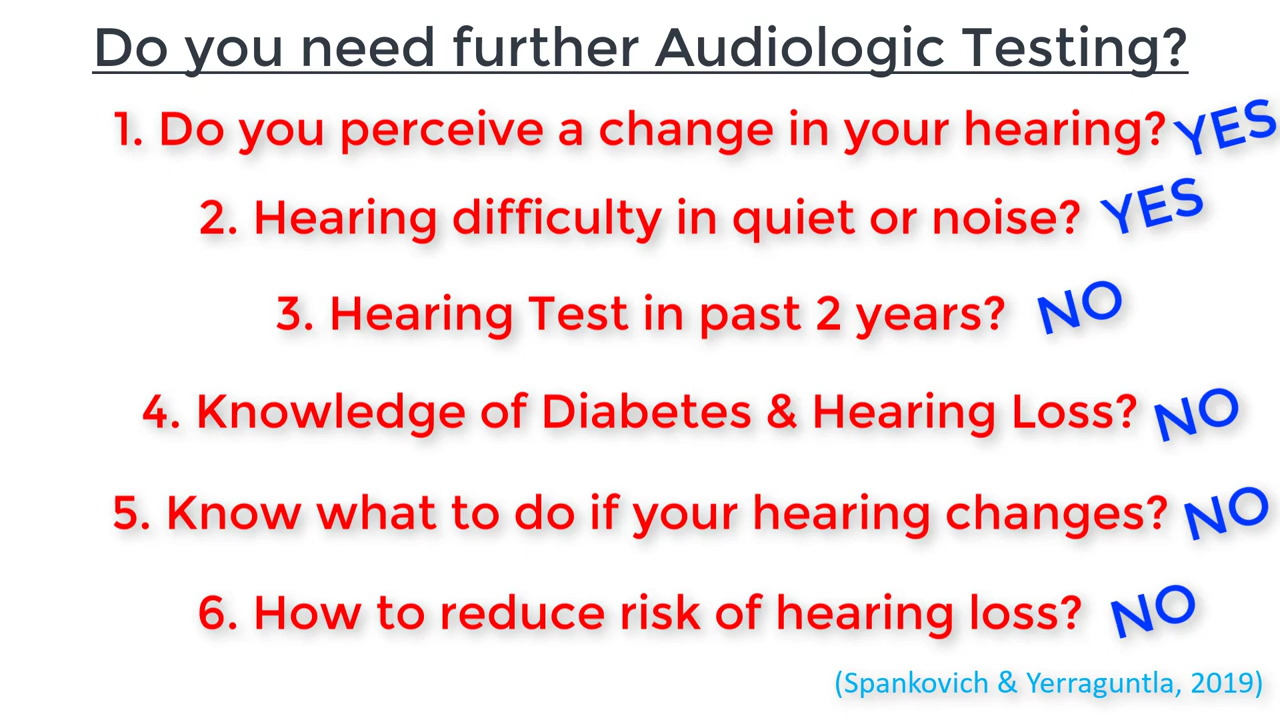 Do you need further Audiologic Testing?
1. Do you perceive a change in your hearing? YES
2. Hearing difficulty in quiet or noise? YES
3. Hearing Test in past 2 years? NO
4. Knowledge of Diabetes & Hearing Loss? NO
5. Know what to do if your hearing changes? NO
6. How to reduce risk of hearing loss? NO
(Spankovich & Yerraguntla, 2019)